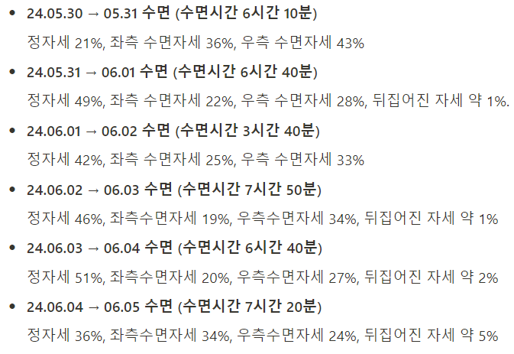 • 24.05.30 → 05.31 수면 (수면시간 6시간 10분)
정자세 21%, 좌측 수면자세 36%, 우측 수면자세 43%
• 24.05.31 → 06.01 수면 (수면시간 6시간 40분)
정자세 49%, 좌측 수면자세 22%, 우측 수면자세 28%, 뒤집어진 자세 약 1%.
• 24.06.01 → 06.02 수면 (수면시간 3시간 40분)
정자세 42%, 좌측 수면자세 25%, 우측 수면자세 33%
• 24.06.02 → 06.03 수면 (수면시간 7시간 50분)
정자세 46%, 좌측수면자세 19%, 우측수면자세 34%, 뒤집어진 자세 약 1%
• 24.06.03 → 06.04 수면 (수면시간 6시간 40분)
정자세 51%, 좌측수면자세 20%, 우측수면자세 27%, 뒤집어진 자세 약 2%
• 24.06.04 → 06.05 수면 (수면시간 7시간 20분)
정자세 36%, 좌측수면자세 34%, 우측수면자세 24%, 뒤집어진 자세 약 5%